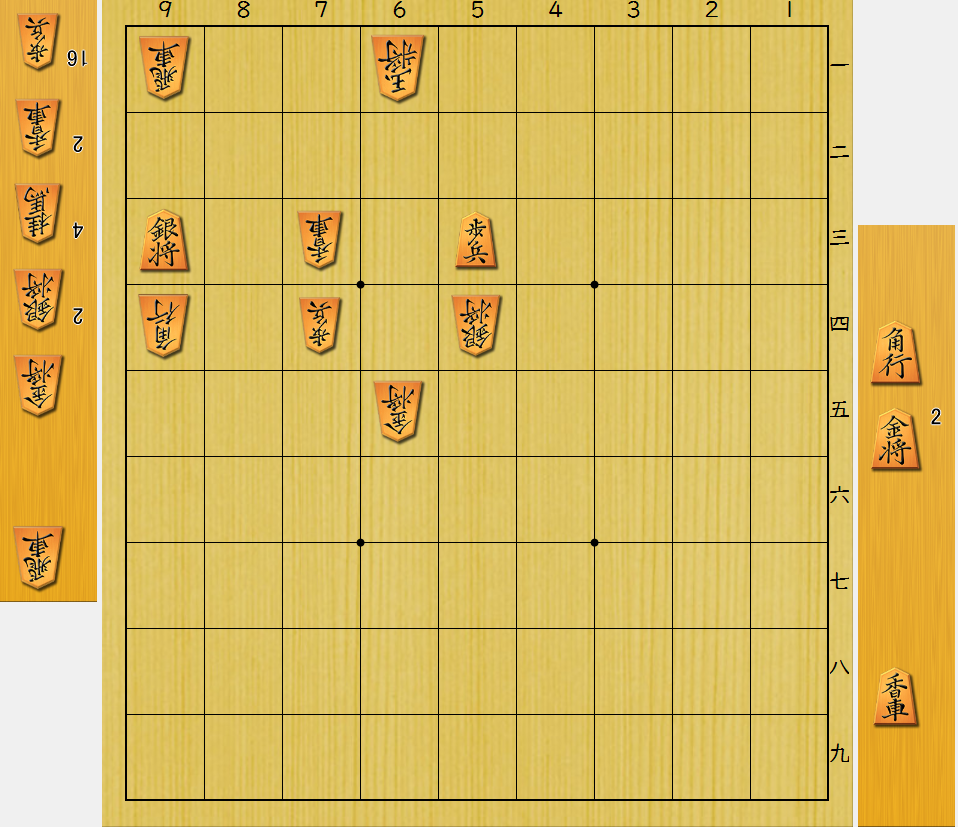 9 8 7 6 5 4 3 2 1
歩兵 16
香車 2
桂馬 4
銀将 2
金将
飛車
飛車 玉将 一
二
銀将 香車 歩兵 三
角行 歩兵 銀将 四
金将 五
六
七
八
九
角行
金将 2
香車